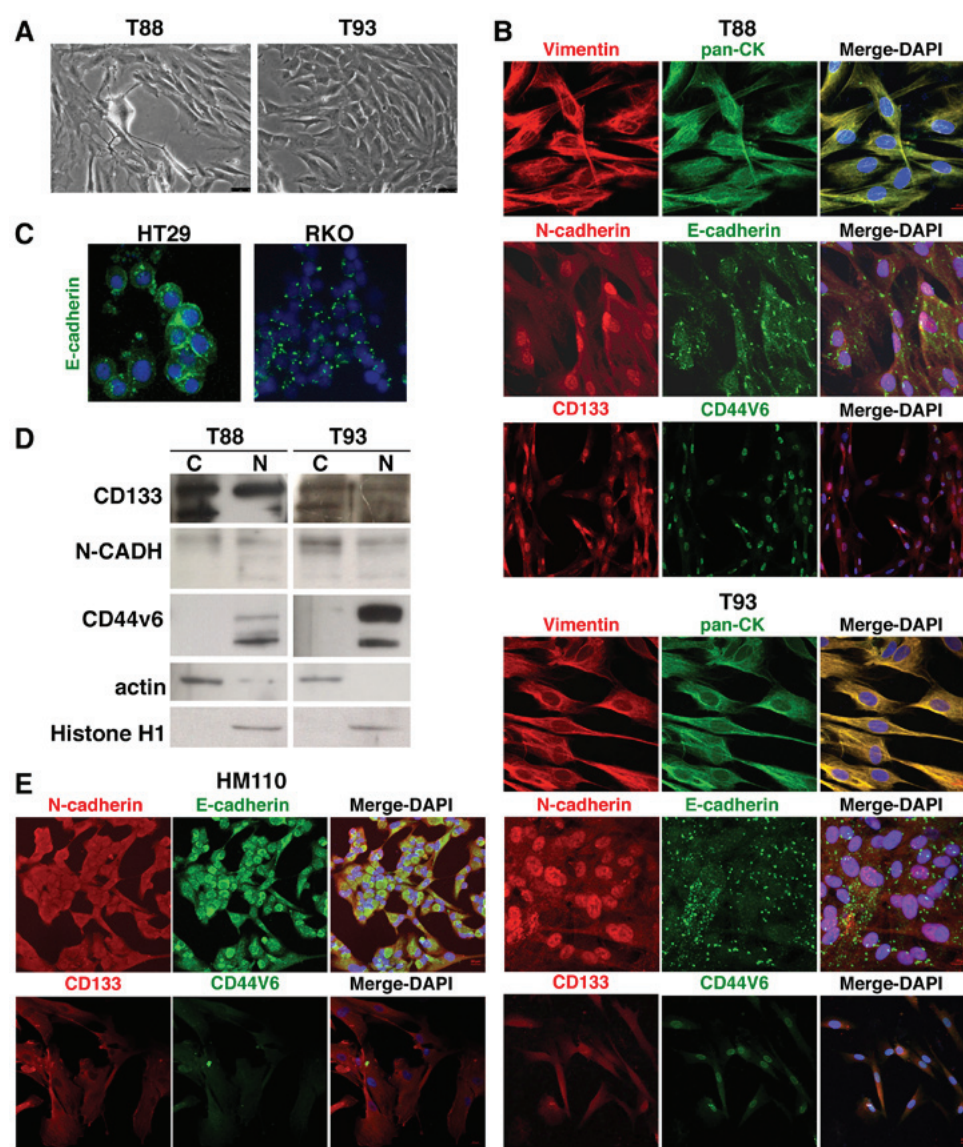 A
T88
T93
C
HT29
RKO
E-cadherin
D
T88
T93
C
N
C
N
CD133
N-CADH
CD44v6
actin
Histone H1
E
HM110
N-cadherin
E-cadherin
Merge-DAPI
CD133
CD44V6
Merge-DAPI
B
T88
Vimentin
pan-CK
Merge-DAPI
N-cadherin
E-cadherin
Merge-DAPI
CD133
CD44V6
Merge-DAPI
T93
Vimentin
pan-CK
Merge-DAPI
N-cadherin
E-cadherin
Merge-DAPI
CD133
CD44V6
Merge-DAPI